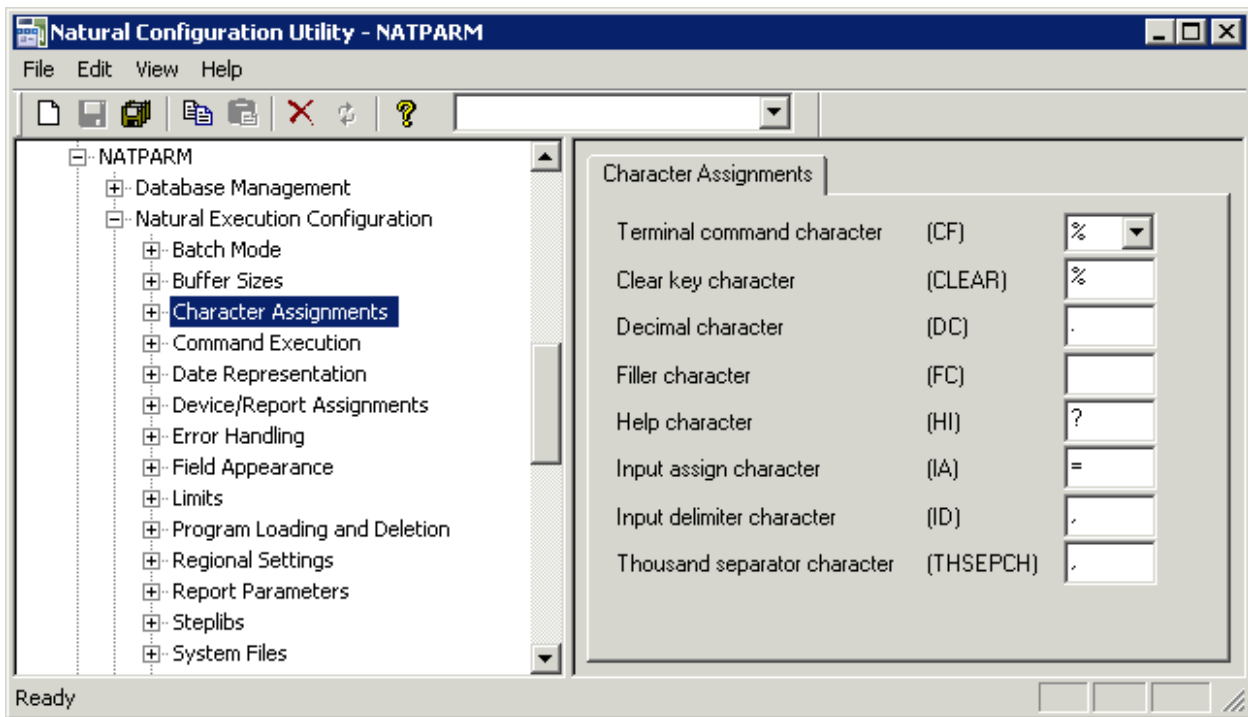 Natural Configuration Utility - NATPARM
File Edit View Help
NATPARM
Database Management
Natural Execution Configuration
Batch Mode
Buffer Sizes
Character Assignments
Command Execution
Date Representation
Device/Report Assignments
Error Handling
Field Appearance
Limits
Program Loading and Deletion
Regional Settings
Report Parameters
Steplibs
System Files
Character Assignments
Terminal command character (CF) %
Clear key character (CLEAR) %
Decimal character (DC) .
Filler character (FC)
Help character (HI) ?
Input assign character (IA) =
Input delimiter character (ID) ,
Thousand separator character (THSEPCH) ,
Ready